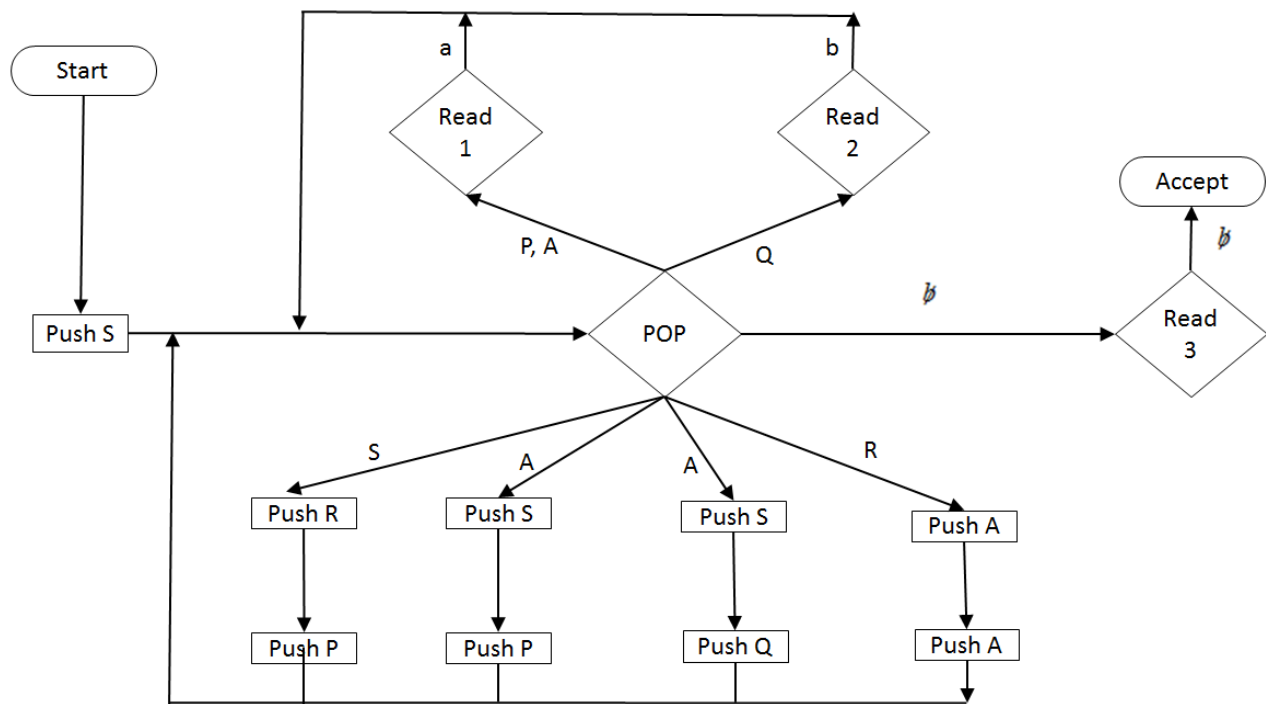 a
b
Start
Read
1
Read
2
Accept
P, A
Q
ƀ
ƀ
Push S
POP
Read
3
S
A
A
R
Push R
Push S
Push S
Push A
Push P
Push P
Push Q
Push A